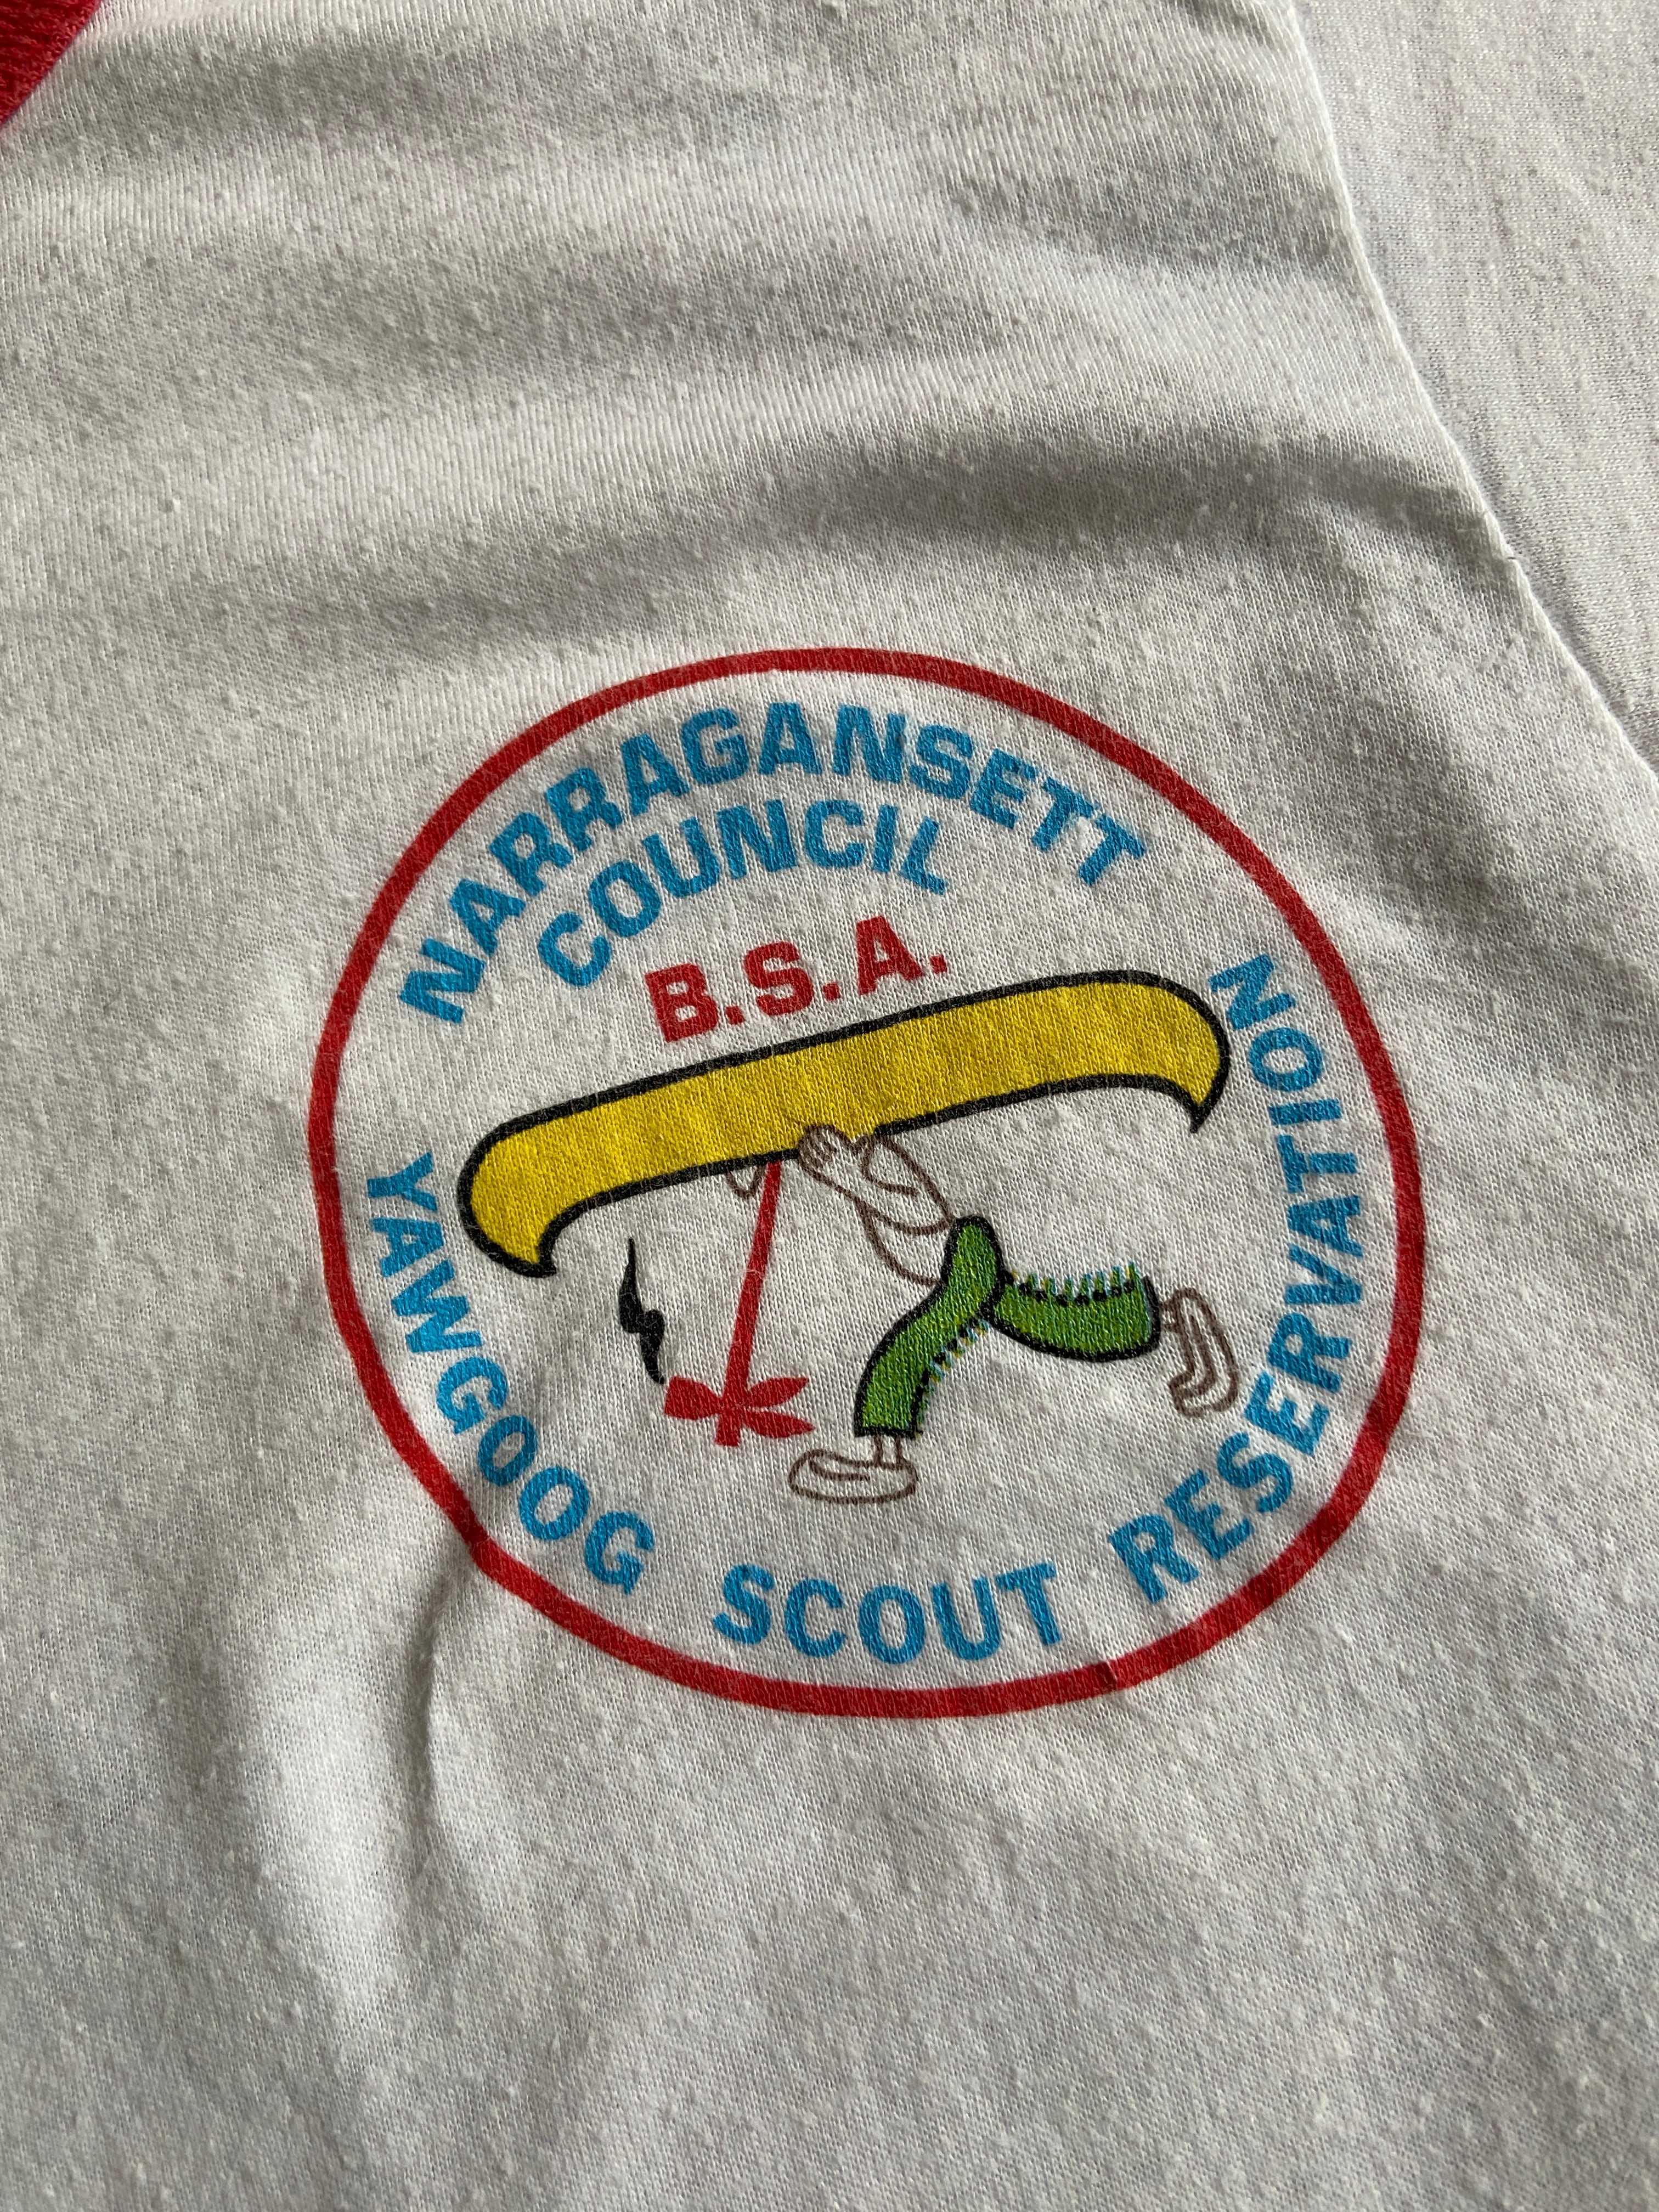 NARRAGANSETT
COUNCIL
B.S.A.
YAWGOOG SCOUT RESERVATION